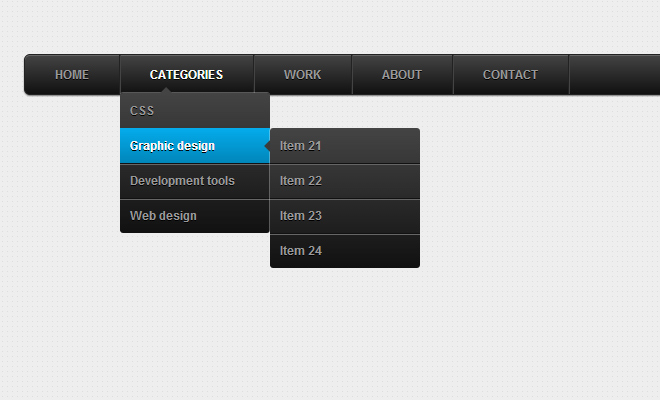 HOME CATEGORIES WORK ABOUT CONTACT
CSS
Graphic design
Development tools
Web design
Item 21
Item 22
Item 23
Item 24